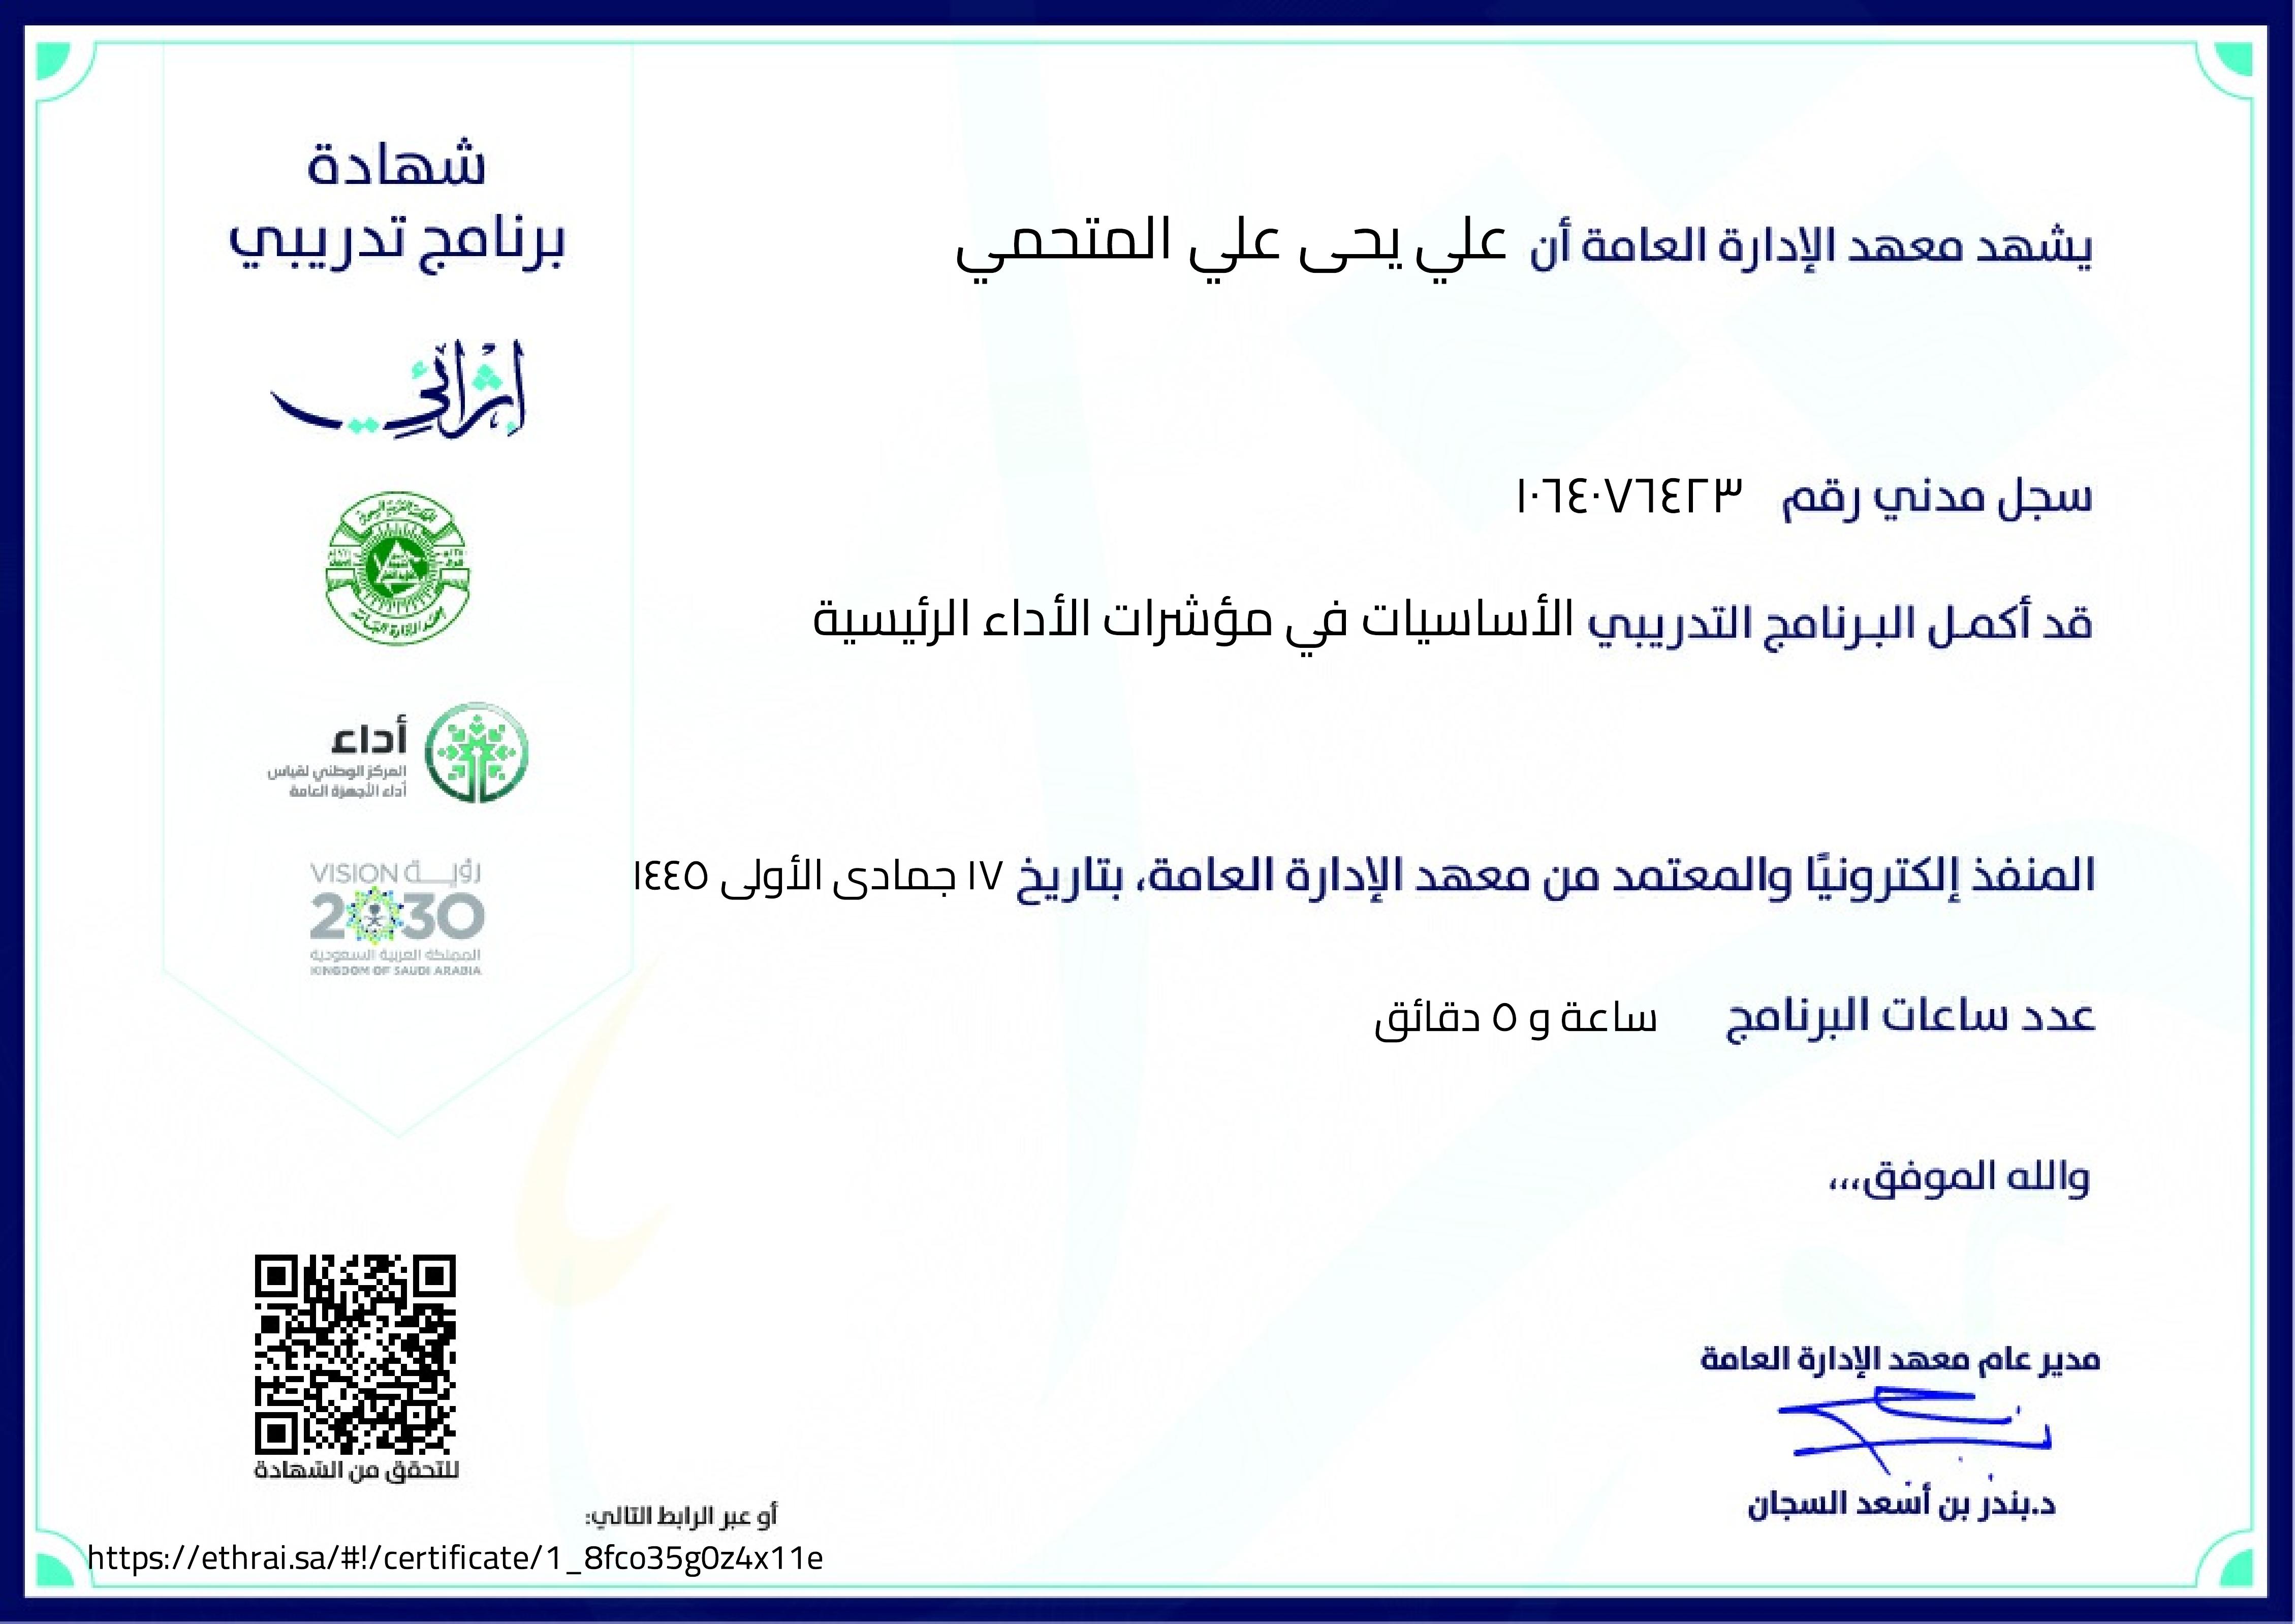 شهادة
برنامج تدريبي
إثرائي
أداء
المركز الوطني لقياس
أداء الأجهزة العامة
VISION رؤيــة
2030
المملكة العربية السعودية
KINGDOM OF SAUDI ARABIA
يشهد معهد الإدارة العامة أن علي يحى علي المتحمي
سجل مدني رقم ١٠٦٤٠٧٦٤٢٣
قد أكمل البرنامج التدريبي الأساسيات في مؤشرات الأداء الرئيسية
المنفذ إلكترونيًا والمعتمد من معهد الإدارة العامة، بتاريخ ١٧ جمادى الأولى ١٤٤٥
عدد ساعات البرنامج ساعة و ٥ دقائق
والله الموفق،،،
مدير عام معهد الإدارة العامة
د.بندر بن أسعد السجان
للتحقق من الشهادة
أو عبر الرابط التالي:
https://ethrai.sa/#!/certificate/1_8fco35g0z4x11e